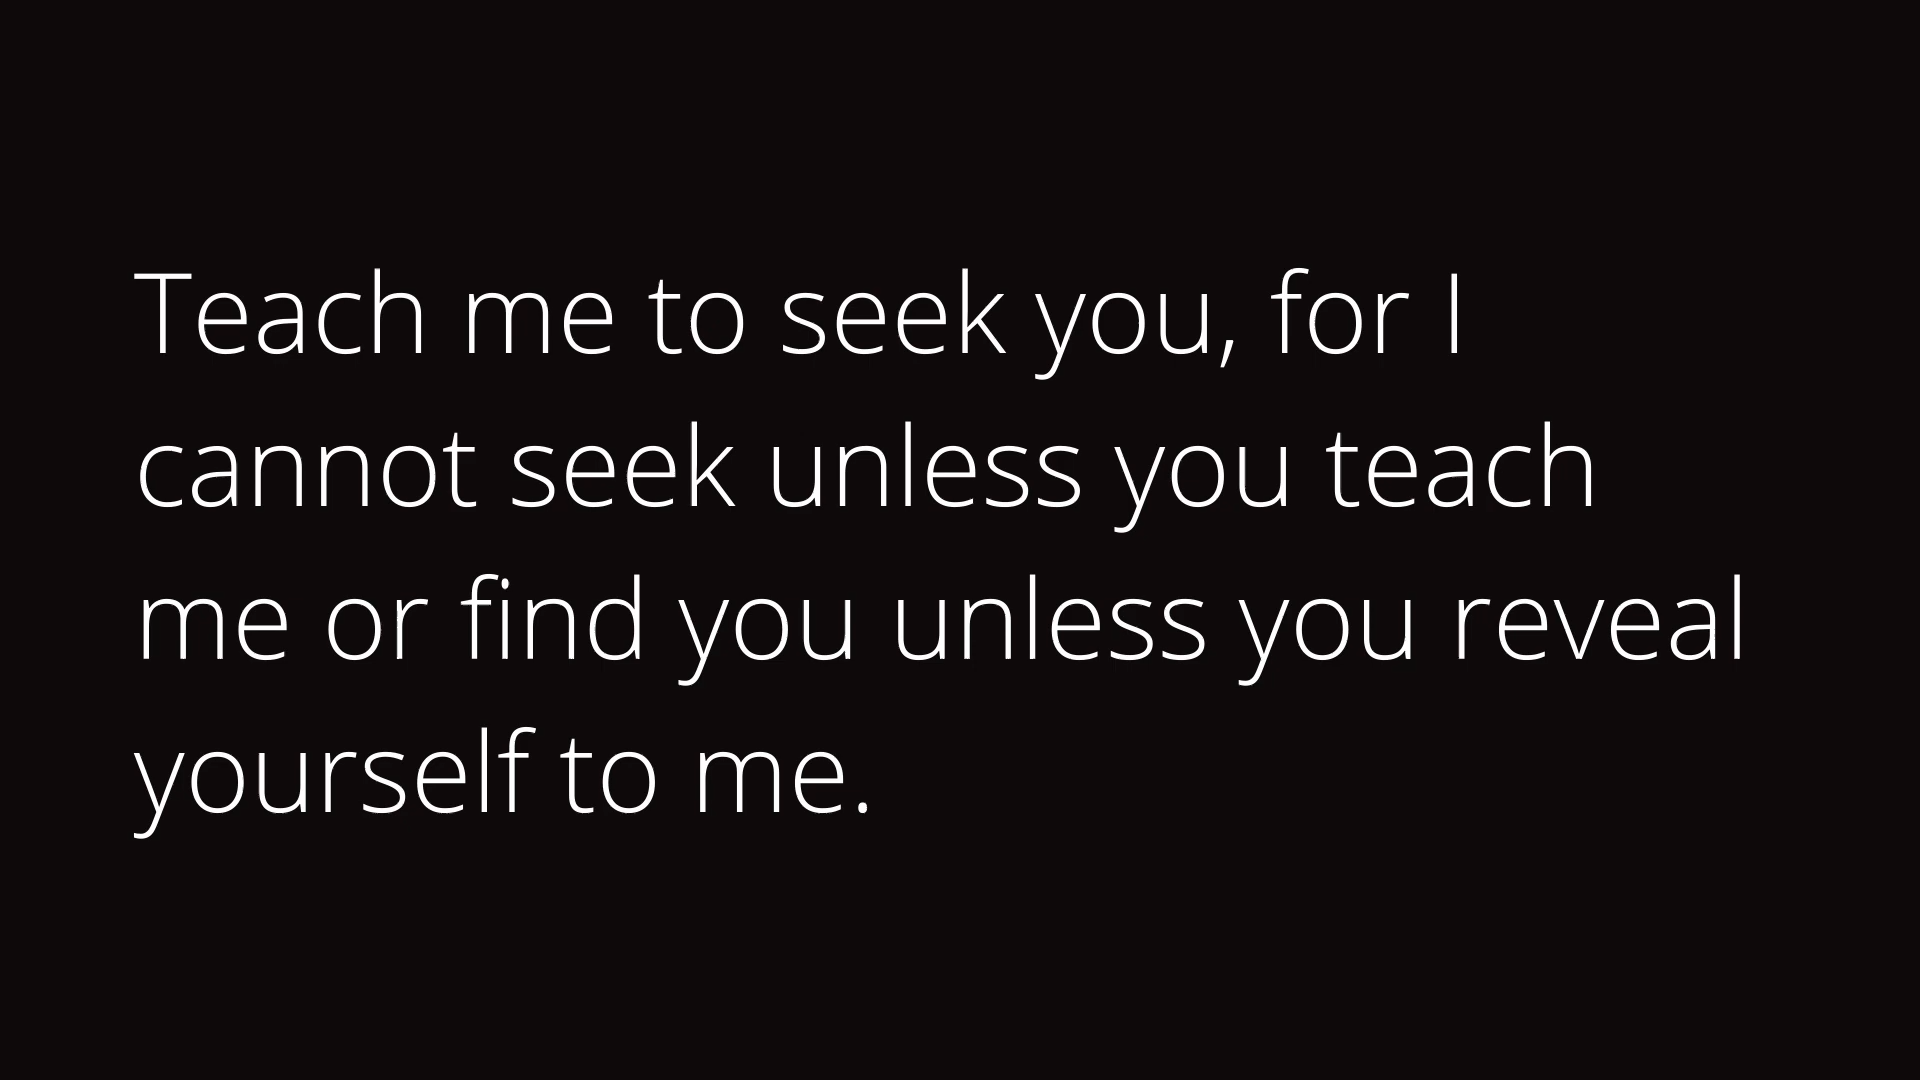 Teach me to seek you, for I
cannot seek unless you teach
me or find you unless you reveal
yourself to me.